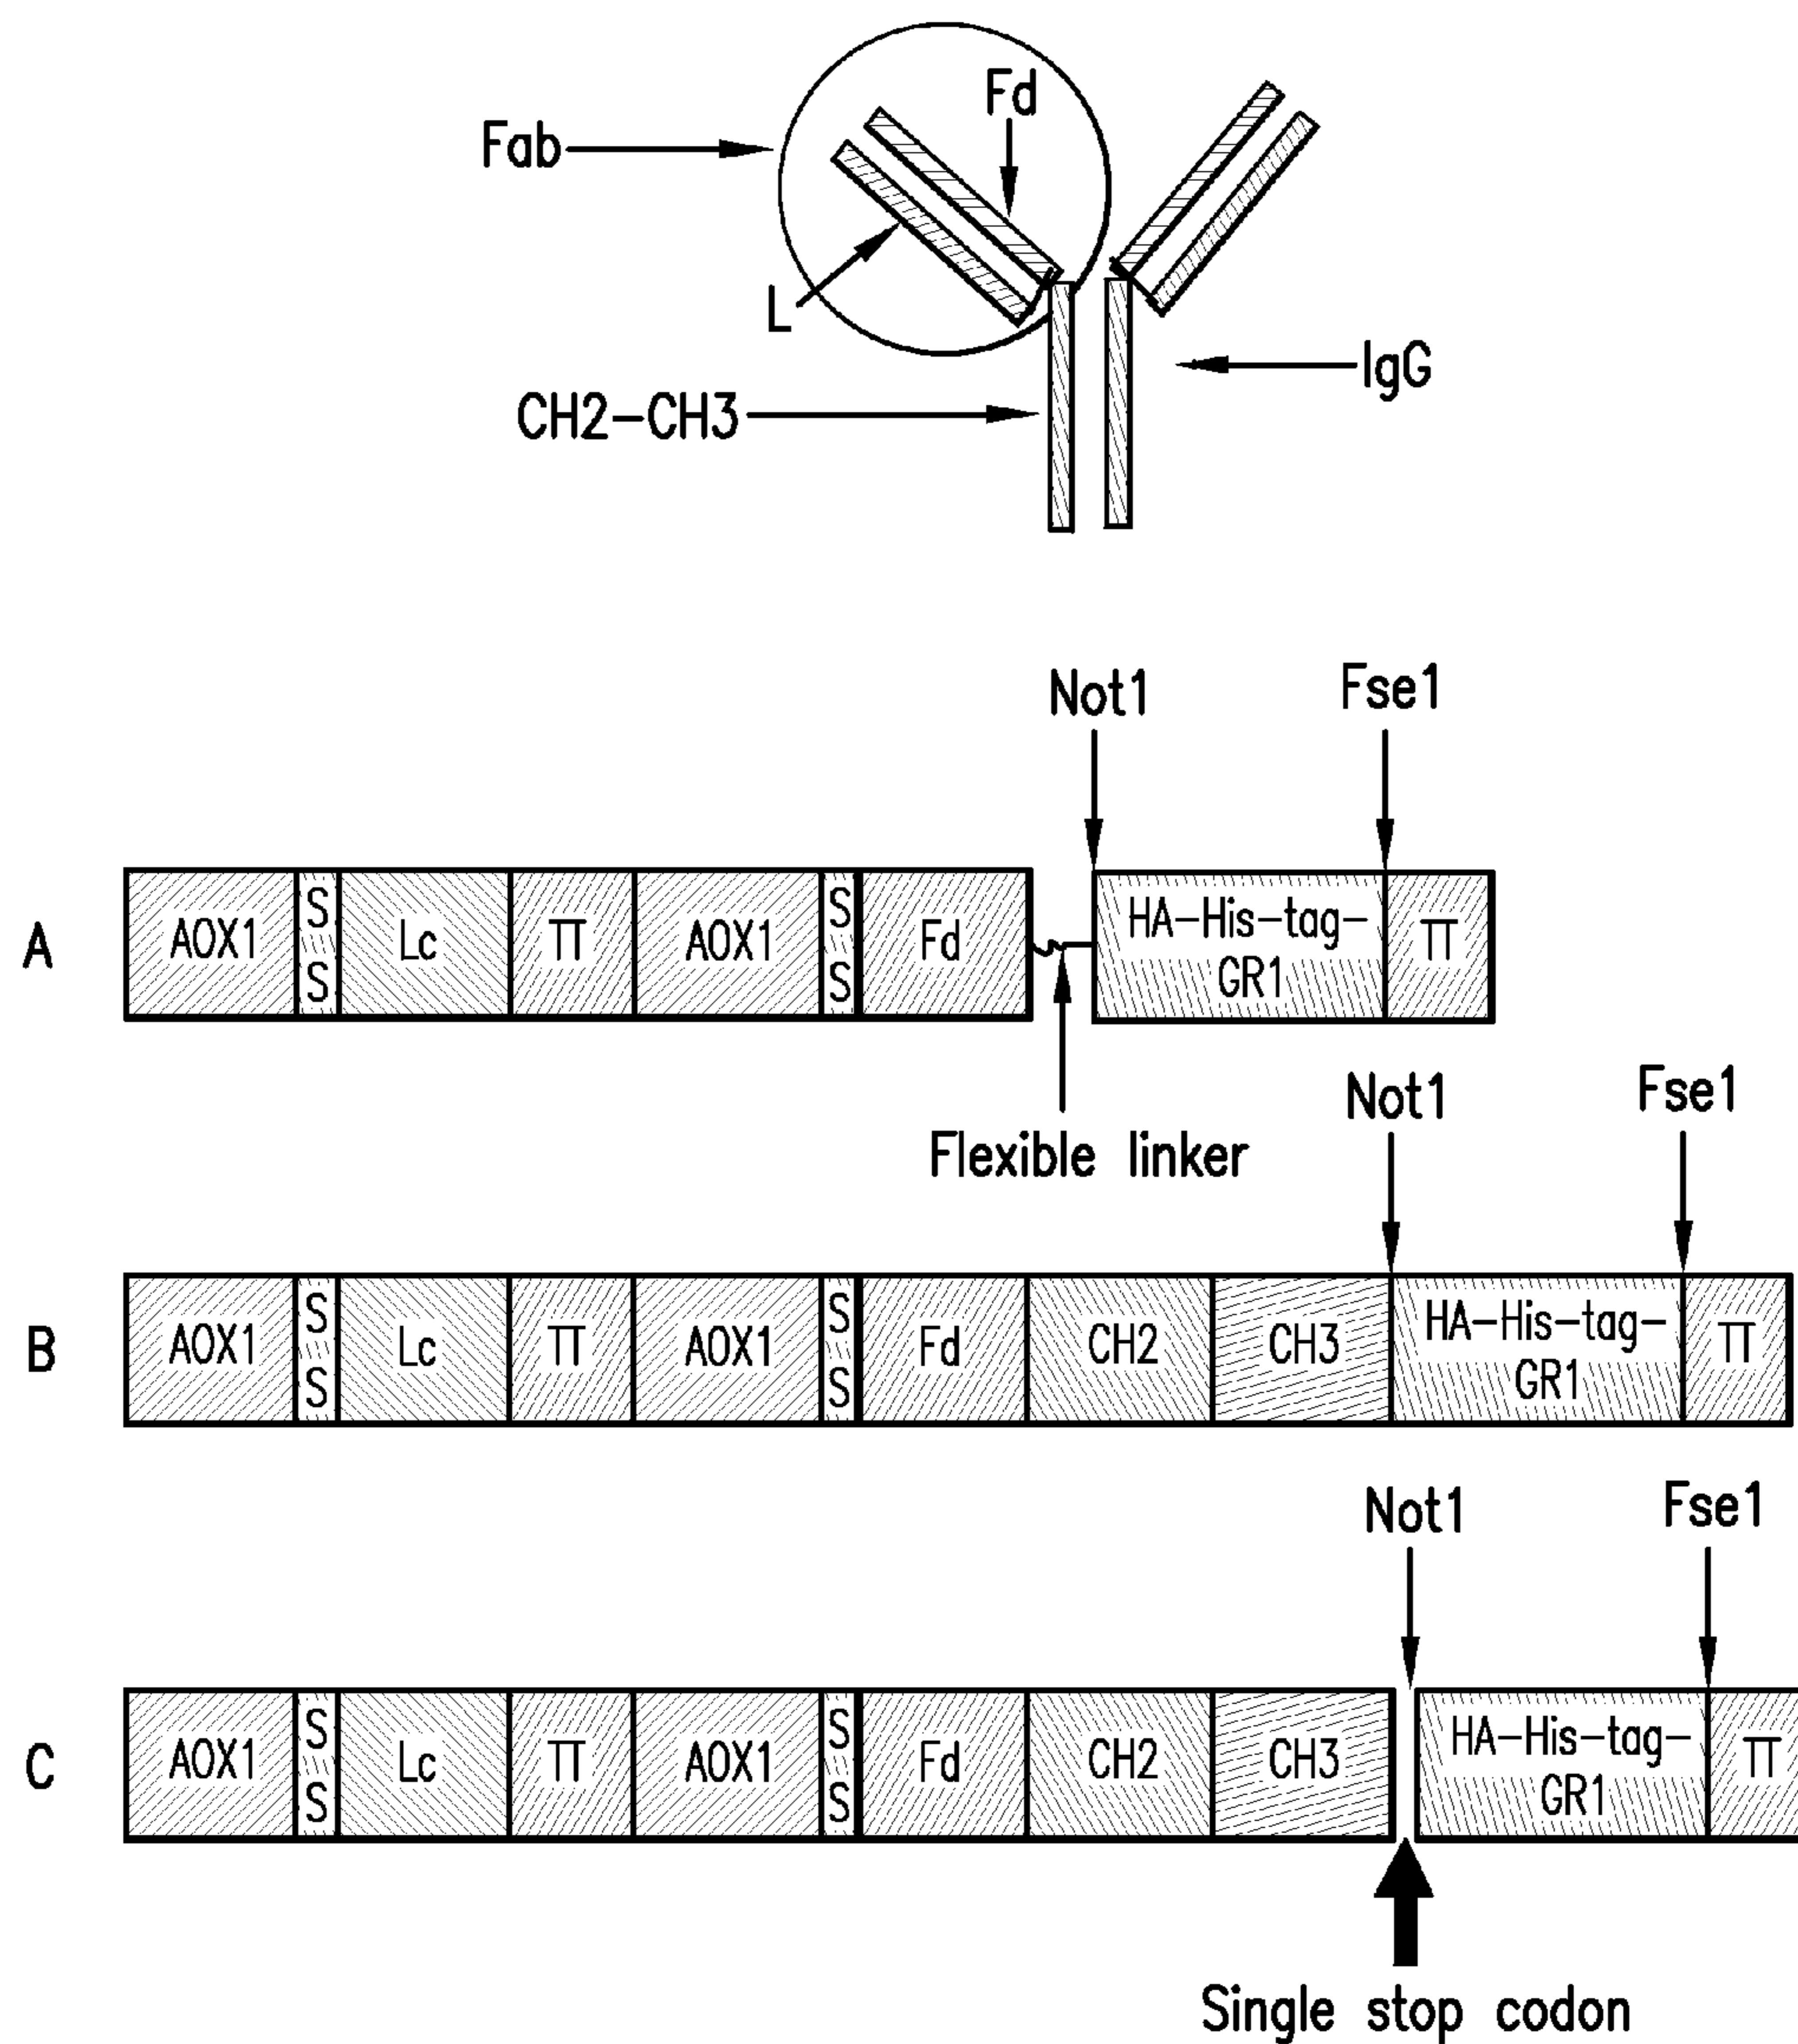 Fd
Fab
L
IgG
CH2-CH3
Not1
Fse1
A
AOX1
S
S
Lc
TT
AOX1
S
S
Fd
HA-His-tag-
GR1
TT
Flexible linker
Not1
Fse1
B
AOX1
S
S
Lc
TT
AOX1
S
S
Fd
CH2
CH3
HA-His-tag-
GR1
TT
Not1
Fse1
C
AOX1
S
S
Lc
TT
AOX1
S
S
Fd
CH2
CH3
HA-His-tag-
GR1
TT
Single stop codon